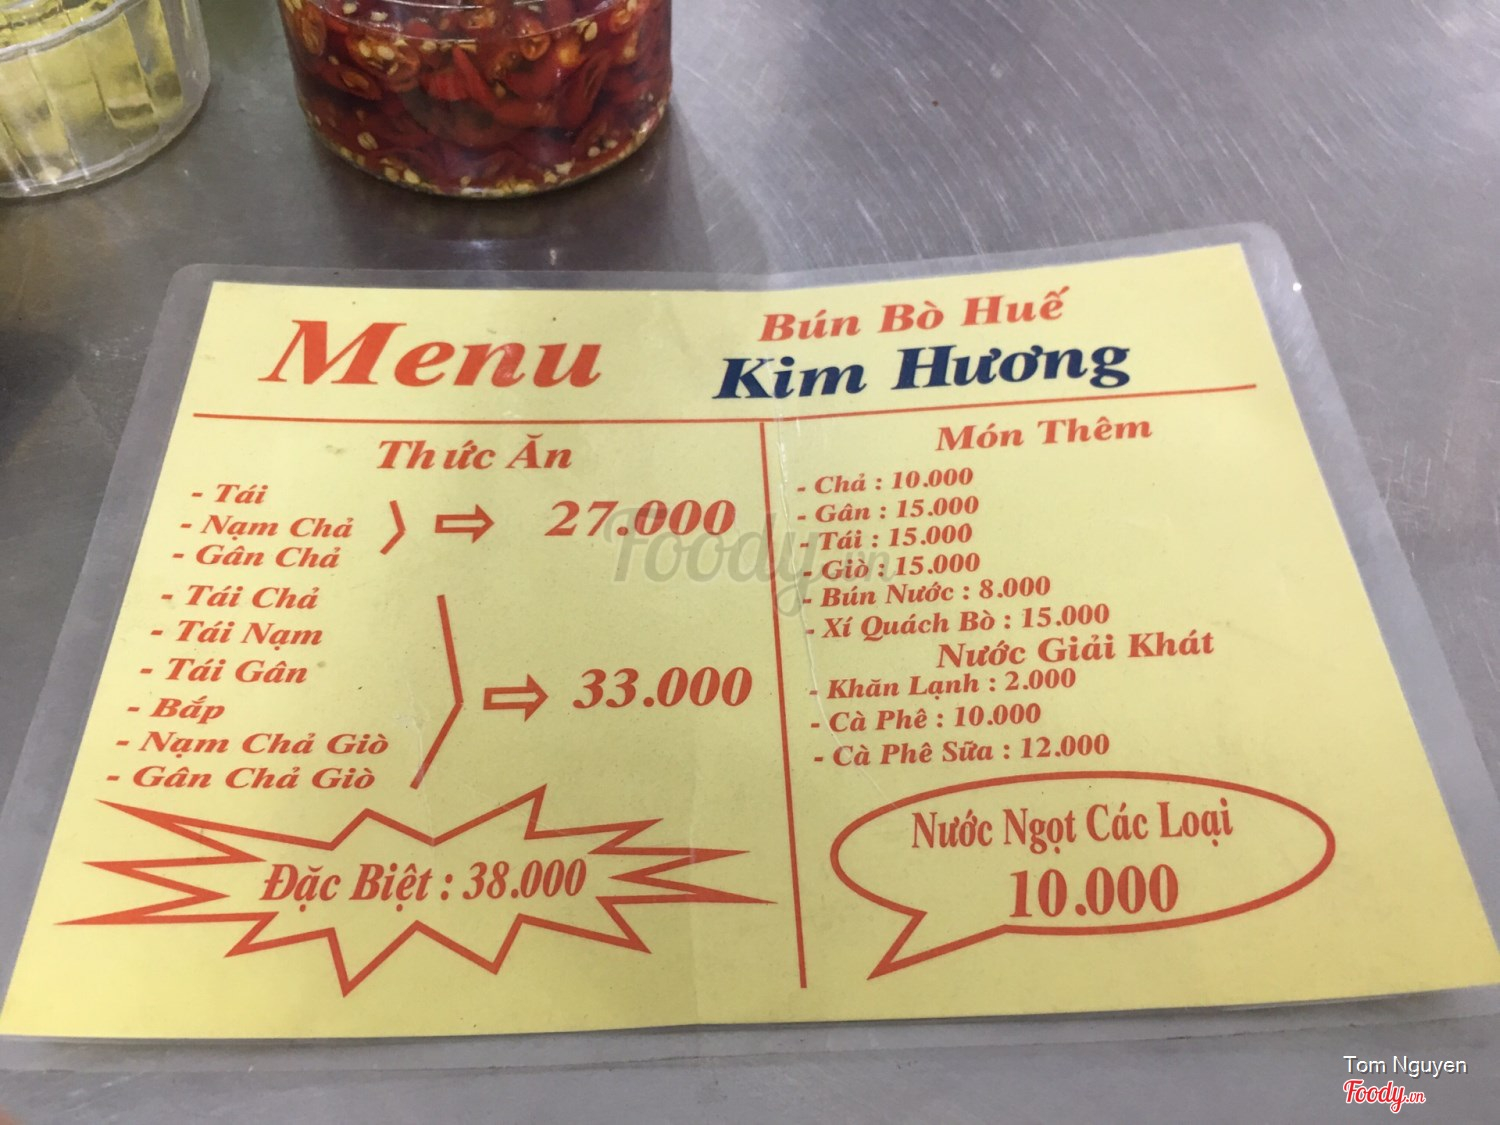 Menu
Bún Bò Huế
Kim Hương
Thức Ăn
- Tái
- Nạm Chả
- Gân Chả
27.000
- Tái Chả
- Tái Nạm
- Tái Gân
- Bắp
- Nạm Chả Giò
- Gân Chả Giò
33.000
Đặc Biệt : 38.000
Món Thêm
- Chả : 10.000
- Gân : 15.000
- Tái : 15.000
- Giò : 15.000
- Bún Nước : 8.000
- Xí Quách Bò : 15.000
Nước Giải Khát
- Khăn Lạnh : 2.000
- Cà Phê : 10.000
- Cà Phê Sữa : 12.000
Nước Ngọt Các Loại
10.000
Foody.vn
Tom Nguyen
Foody.vn